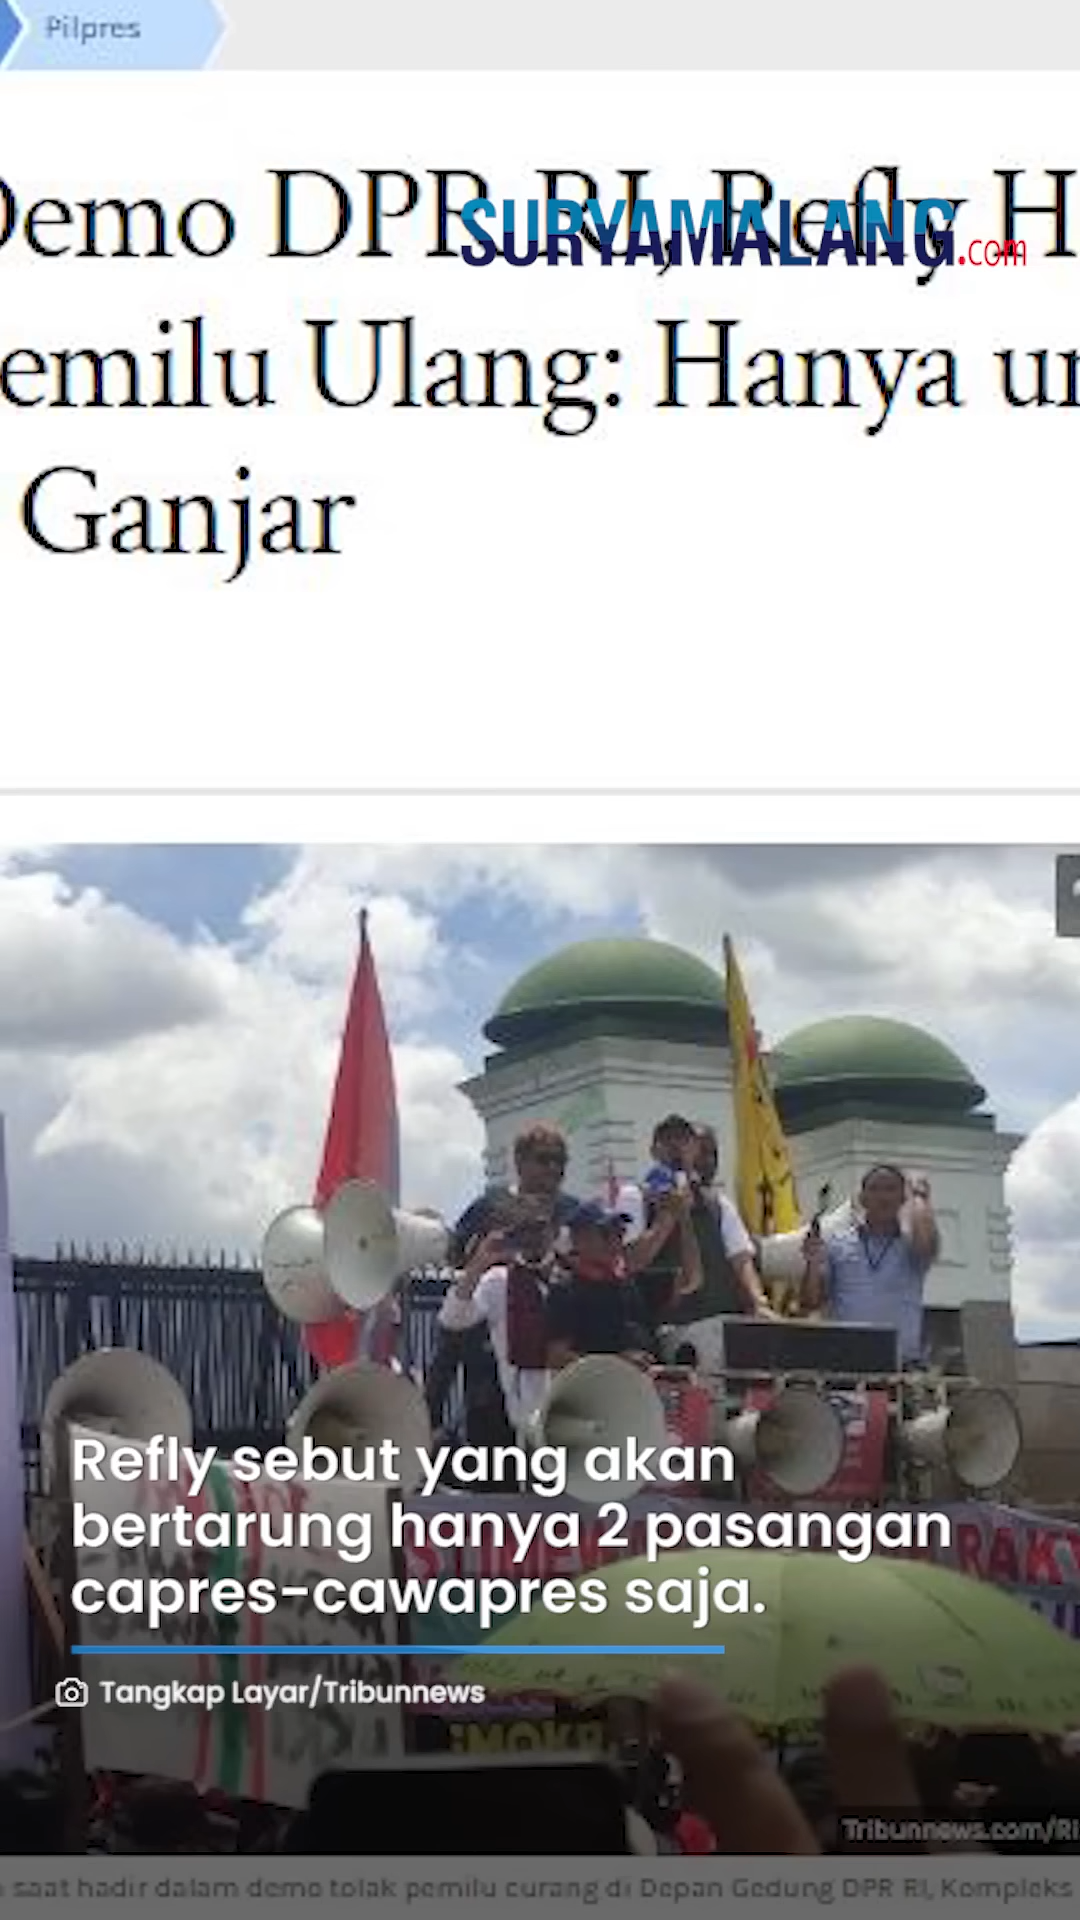 Pilpres
Demo DPR RI, Refly H
SURYAMALANG.com
emilu Ulang: Hanya
Ganjar
Refly sebut yang akan
bertarung hanya 2 pasangan
capres-cawapres saja.
Tangkap Layar/Tribunnews
RAKY
Tribunnews.com/Ri
saat hadir dalam demo tolak pemilu curang di Depan Gedung DPR RI, Kompleks